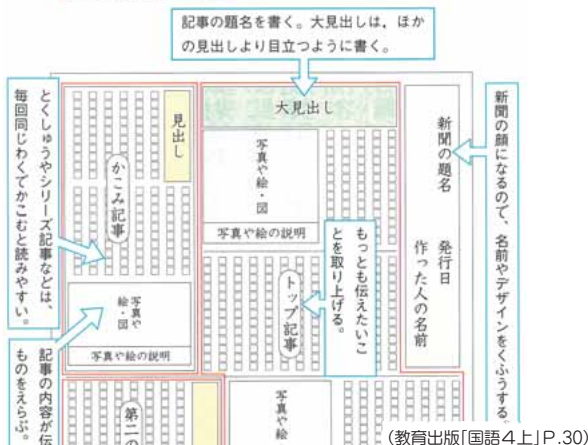 記事の題名を書く。大見出しは、ほか
の見出しより目立つように書く。
新聞の顔になるので、名前やデザインをくふうする。
新聞の題名
発行日
作った人の名前
大見出し
写真や絵・図
写真や絵の説明
もっとも伝えたいこ
とを取り上げる。
トップ記事
見出し
かこみ記事
とくしゅうやシリーズ記事などは、
毎回同じわくでかこむと読みやすい。
写真や
絵・図
写真や絵の説明
記事の内容が伝
ものをえらぶ。
写真や絵
第二の
(教育出版「国語4上」P.30)